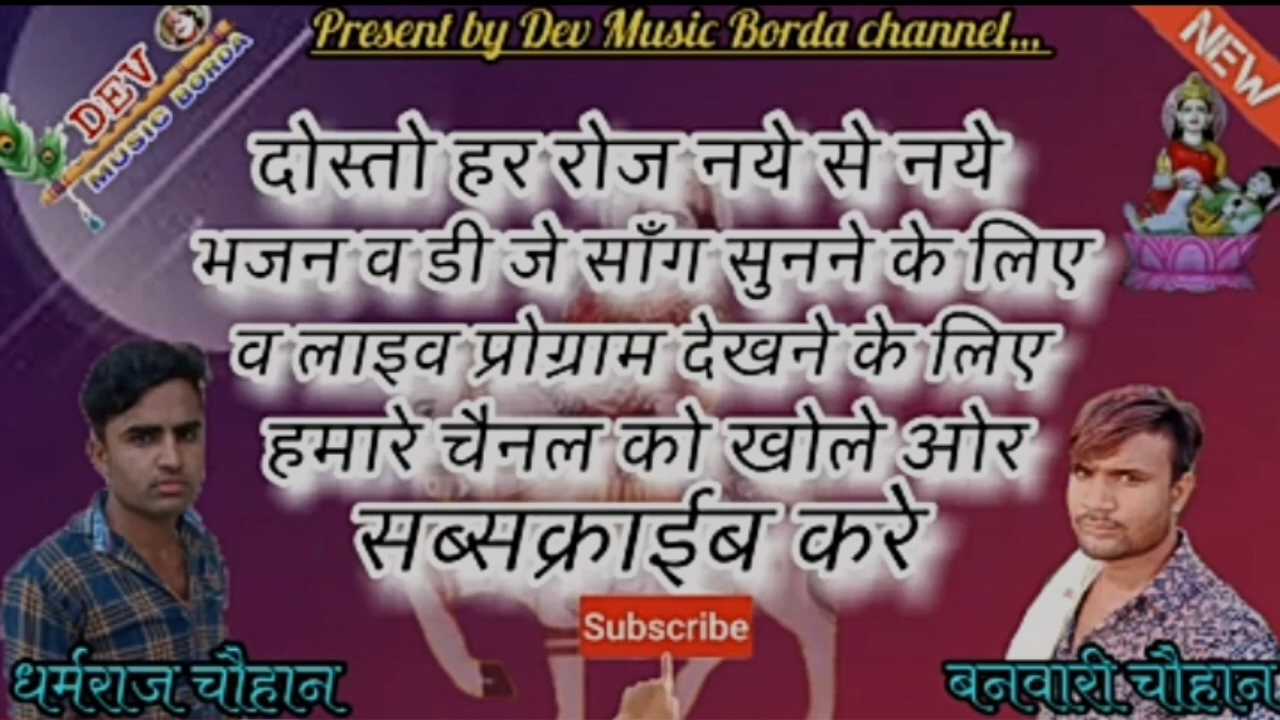 Present by Dev Music Borda channel,,,
DEV
MUSIC BORDA
NEW
दोस्तो हर रोज नये से नये
भजन व डी जे साँग सुनने के लिए
व लाइव प्रोग्राम देखने के लिए
हमारे चैनल को खोले ओर
सब्सक्राईब करे
Subscribe
धर्मराज चौहान
बनवारी चौहान